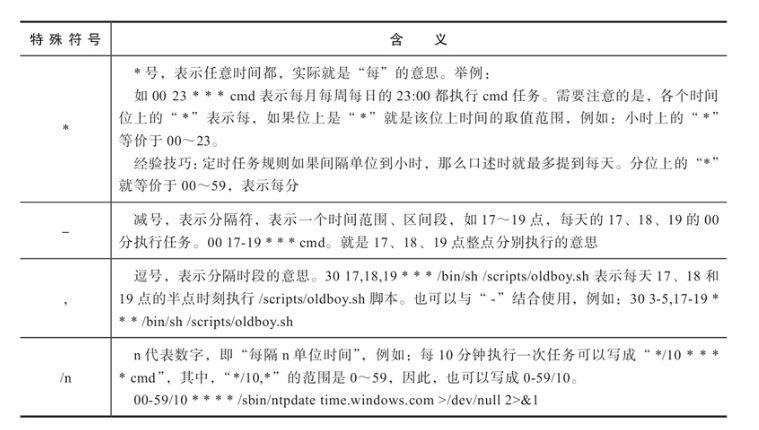 特 殊 符 号 含 义
* 号，表示任意时间都，实际就是“每”的意思。举例：
如 00 23 * * * cmd 表示每月每周每日的 23:00 都执行 cmd 任务。需要注意的是，各个时间
位上的“ * ”表示每，如果位上是“ * ”就是该位上时间的取值范围，例如：小时上的“ * ”
*
等价于 00～23。
经验技巧：定时任务规则如果间隔单位到小时，那么口述时就最多提到每天。分位上的“*”
就等价于 00～59，表示每分
减号，表示分隔符，表示一个时间范围、区间段，如 17～19 点，每天的 17、18、19 的 00
–
分执行任务。00 17-19 * * * cmd。就是 17、18、19 点整点分别执行的意思
逗号，表示分隔时段的意思。30 17,18,19 * * * /bin/sh /scripts/oldboy.sh 表示每天 17、18 和
,
19 点的半点时刻执行 /scripts/oldboy.sh 脚本。也可以与“ -”结合使用，例如：30 3-5,17-19 *
* * /bin/sh /scripts/oldboy.sh
n 代表数字，即“每隔 n 单位时间”，例如：每 10 分钟执行一次任务可以写成“ */10 * * *
/n
* cmd”，其中，“*/10,*”的范围是 0～59，因此，也可以写成 0-59/10。
00-59/10 * * * * /sbin/ntpdate time.windows.com >/dev/null 2>&1